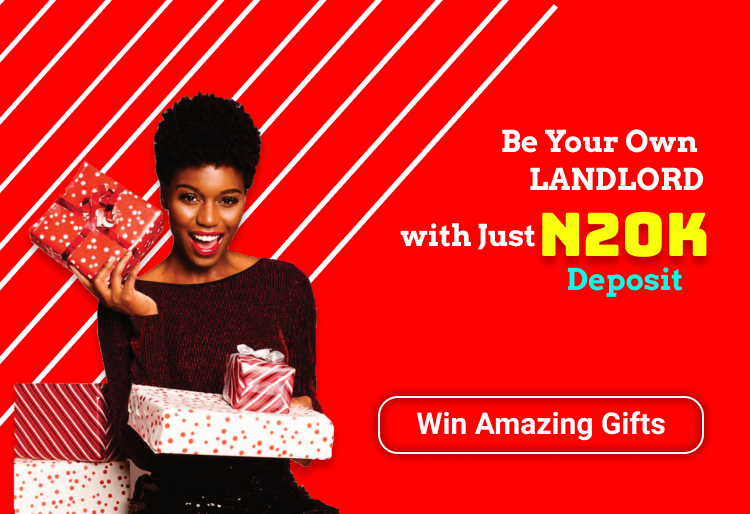 Be Your Own
LANDLORD
with Just N20K
Deposit
Win Amazing Gifts